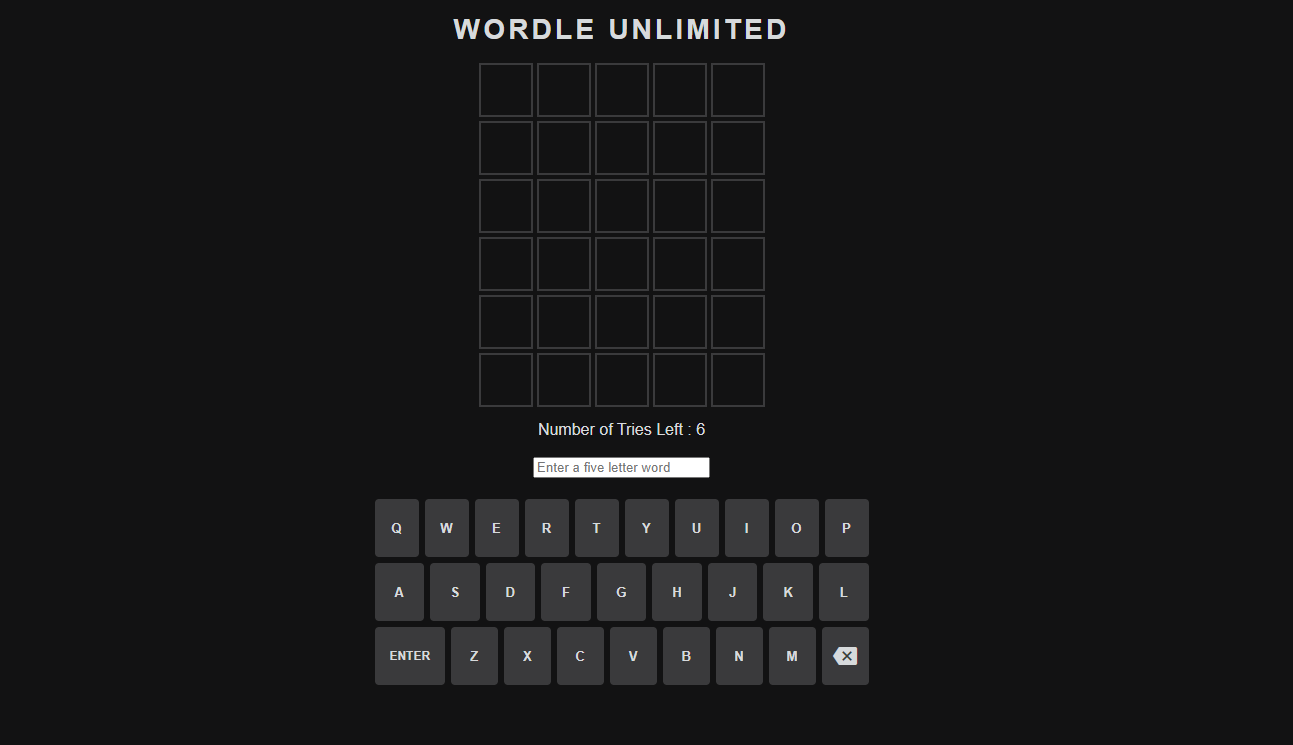 WORDLE UNLIMITED
Number of Tries Left : 6
Enter a five letter word
Q W E R T Y U I O P
A S D F G H J K L
ENTER Z X C V B N M